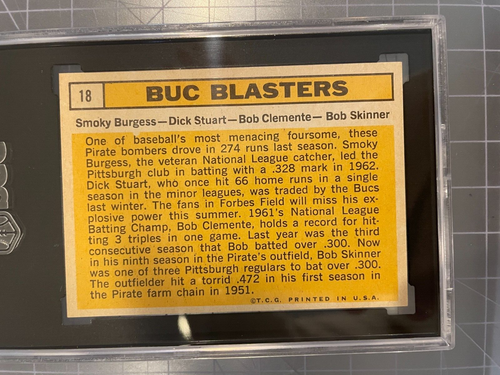 18
BUC BLASTERS
Smoky Burgess—Dick Stuart—Bob Clemente—Bob Skinner
One of baseball's most menacing foursome, these
Pirate bombers drove in 274 runs last season. Smoky
Burgess, the veteran National League catcher, led the
Pittsburgh club in batting with a .328 mark in 1962.
Dick Stuart, who once hit 66 home runs in a single
season in the minor leagues, was traded by the Bucs
last winter. The fans in Forbes Field will miss his ex-
plosive power this summer. 1961's National League
Batting Champ, Bob Clemente, holds a record for hit-
ting 3 triples in one game. Last year was the third
consecutive season that Bob batted over .300. Now
in his ninth season in the Pirate's outfield, Bob Skinner
was one of three Pittsburgh regulars to bat over .300.
The outfielder hit a torrid .472 in his first season in
the Pirate farm chain in 1951.
©T.C.G. PRINTED IN U.S.A.